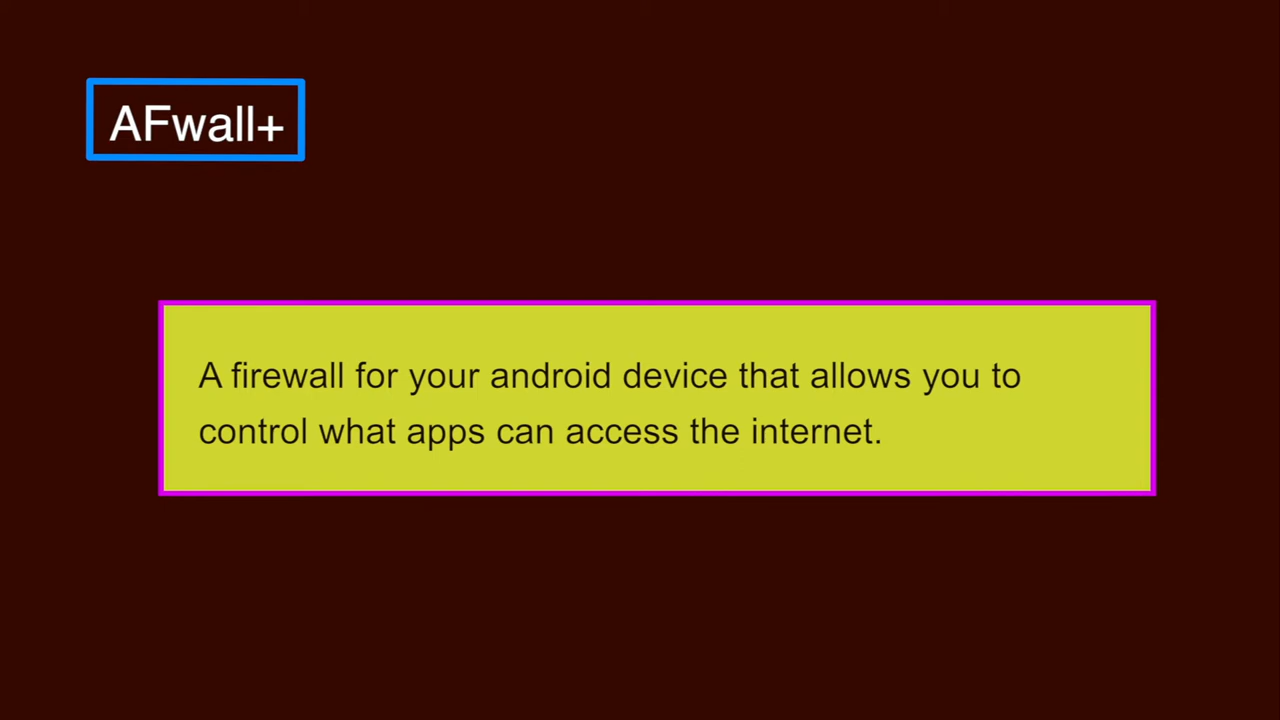 AFwall+
A firewall for your android device that allows you to
control what apps can access the internet.